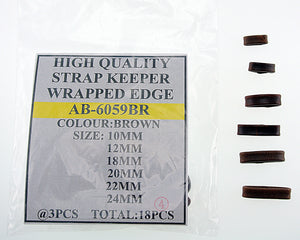 HIGH QUALITY
STRAP KEEPER
WRAPPED EDGE
AB-6059BR
COLOUR:BROWN
SIZE: 10MM
12MM
18MM
20MM
22MM
24MM
@3PCS TOTAL:18PCS
4